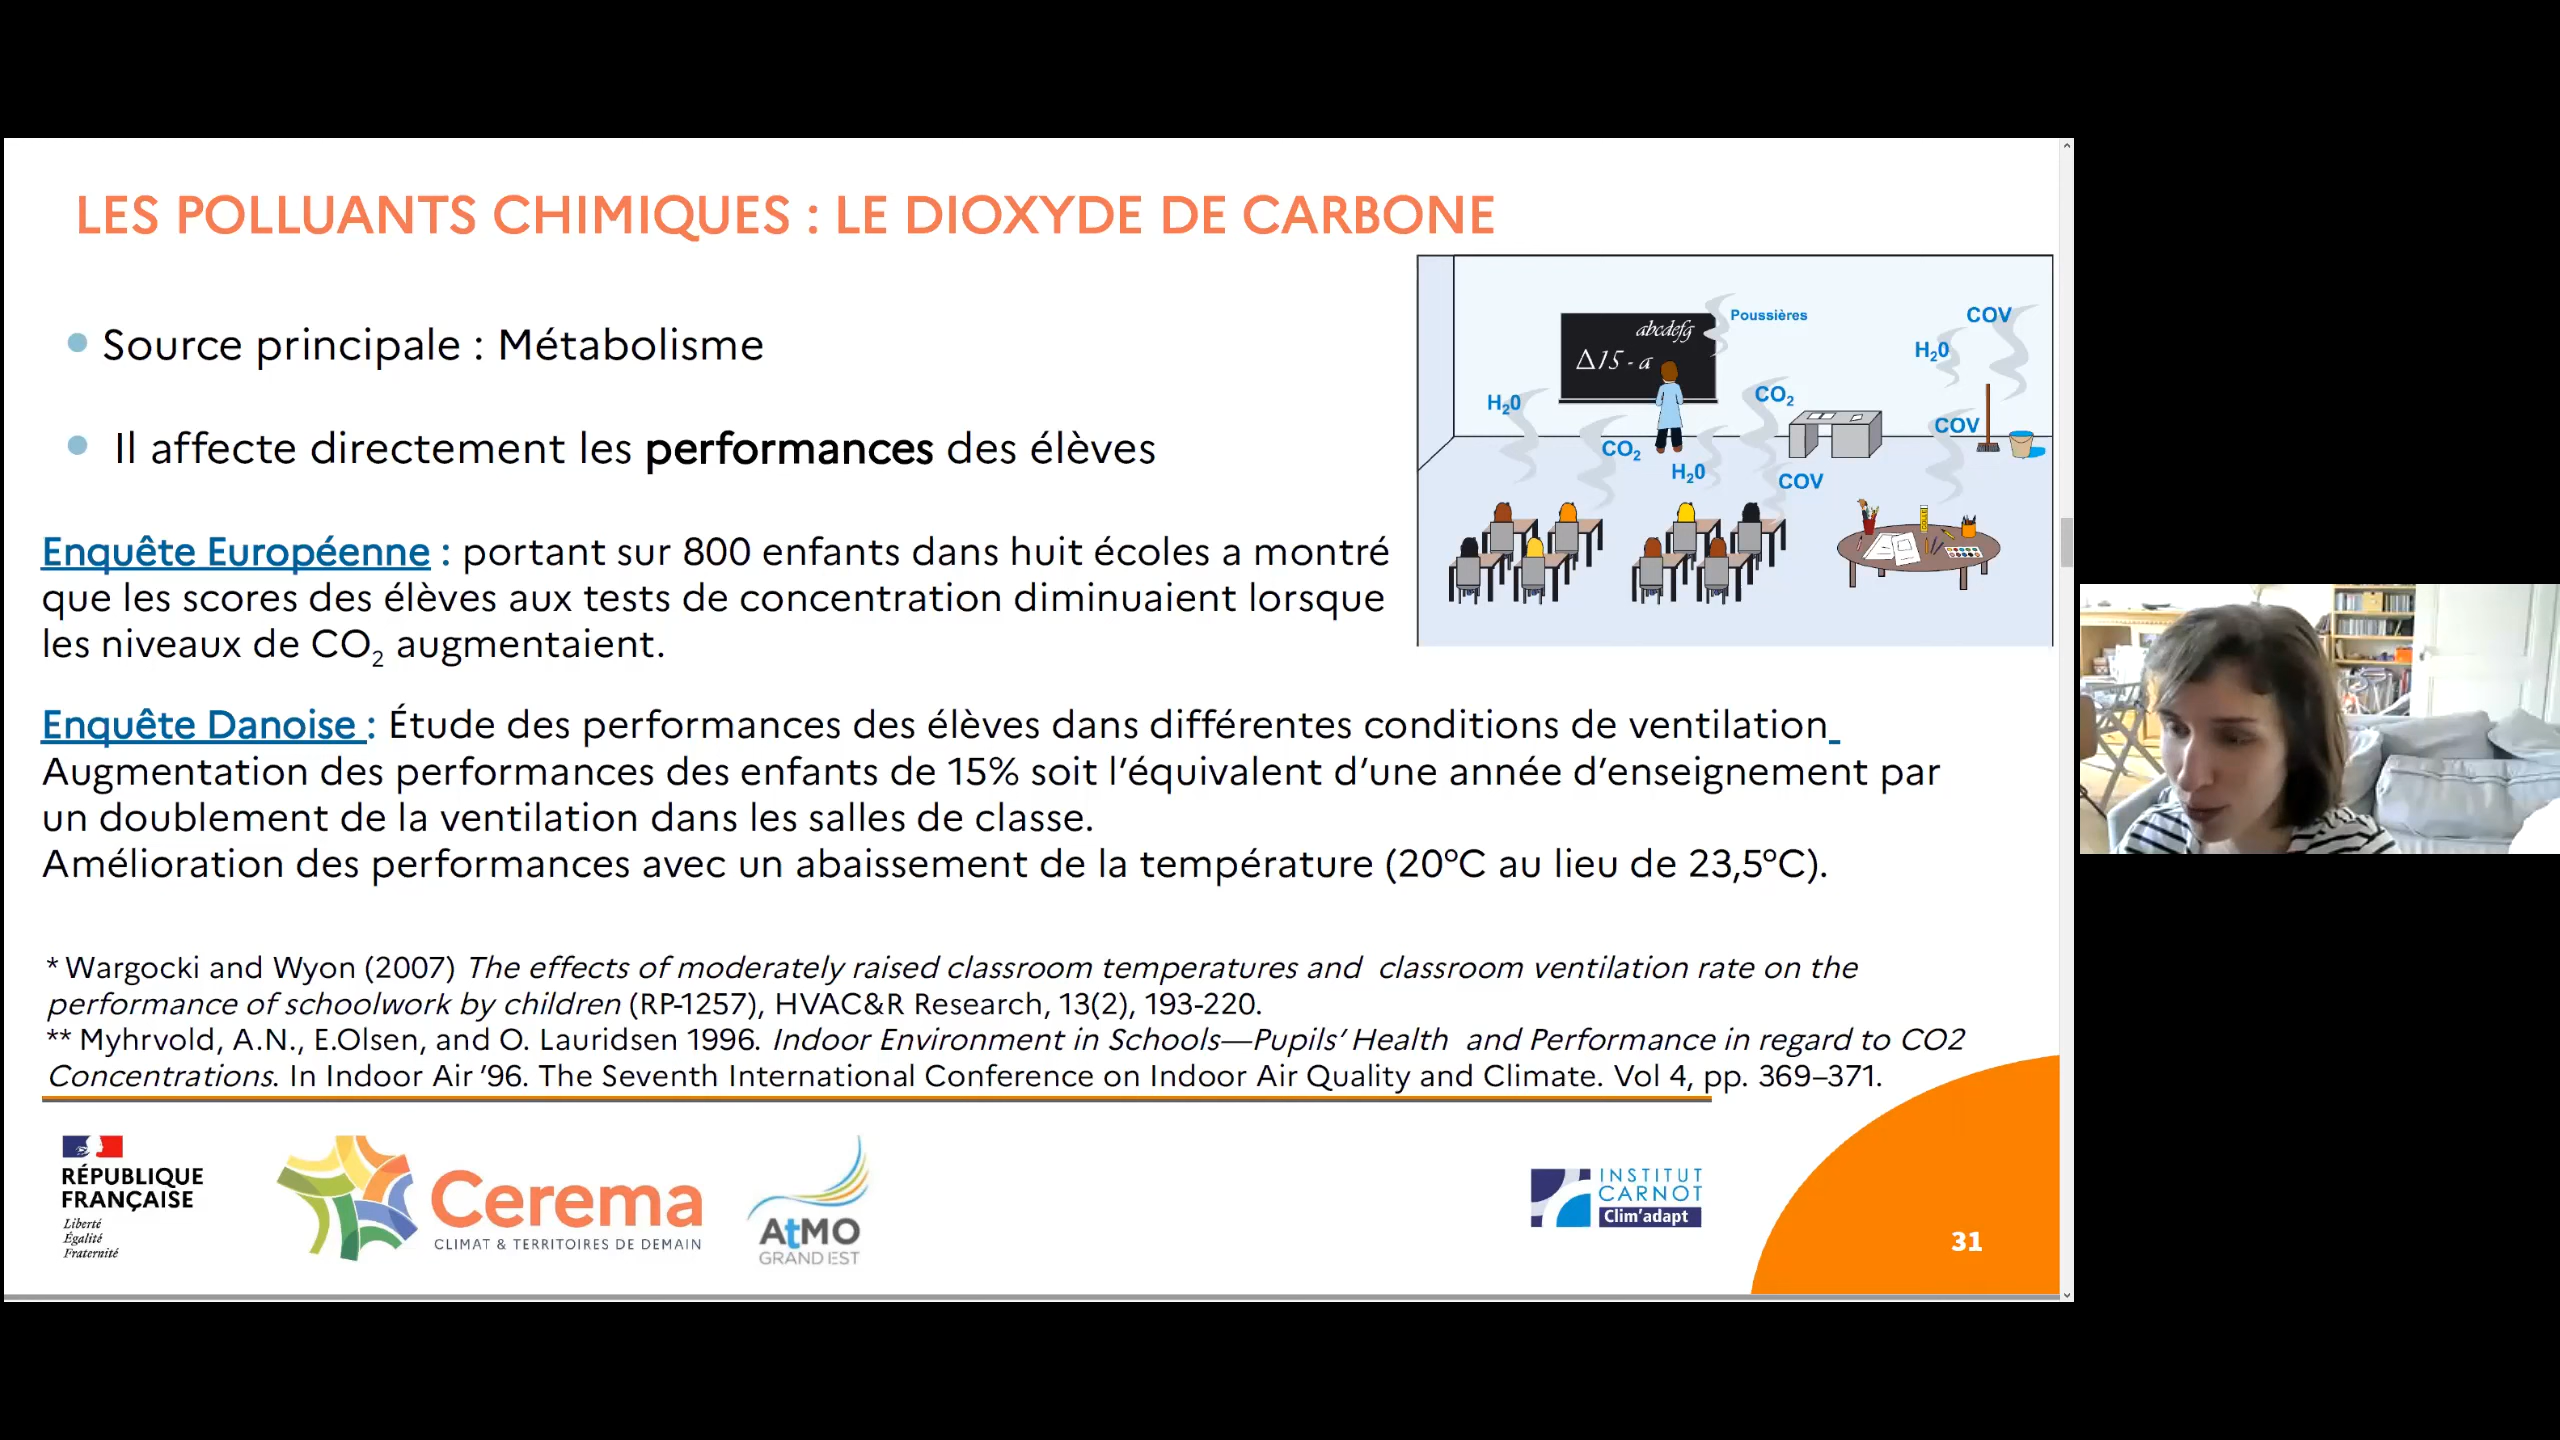 LES POLLUANTS CHIMIQUES : LE DIOXYDE DE CARBONE
Source principale : Métabolisme
Il affecte directement les performances des élèves
Enquête Européenne : portant sur 800 enfants dans huit écoles a montré
que les scores des élèves aux tests de concentration diminuaient lorsque
les niveaux de CO2 augmentaient.
abcdefg
Δ15 - a
Poussières
COV
H20
H20
CO2
COV
CO2
H20
COV
COLLE
Enquête Danoise : Étude des performances des élèves dans différentes conditions de ventilation
Augmentation des performances des enfants de 15% soit l’équivalent d’une année d’enseignement par
un doublement de la ventilation dans les salles de classe.
Amélioration des performances avec un abaissement de la température (20°C au lieu de 23,5°C).
* Wargocki and Wyon (2007) The effects of moderately raised classroom temperatures and classroom ventilation rate on the
performance of schoolwork by children (RP-1257), HVAC&R Research, 13(2), 193-220.
** Myhrvold, A.N., E.Olsen, and O. Lauridsen 1996. Indoor Environment in Schools—Pupils’ Health and Performance in regard to CO2
Concentrations. In Indoor Air ’96. The Seventh International Conference on Indoor Air Quality and Climate. Vol 4, pp. 369–371.
RÉPUBLIQUE
FRANÇAISE
Liberté
Égalité
Fraternité
Cerema
CLIMAT & TERRITOIRES DE DEMAIN
AtMO
GRAND EST
INSTITUT
CARNOT
Clim’adapt
31